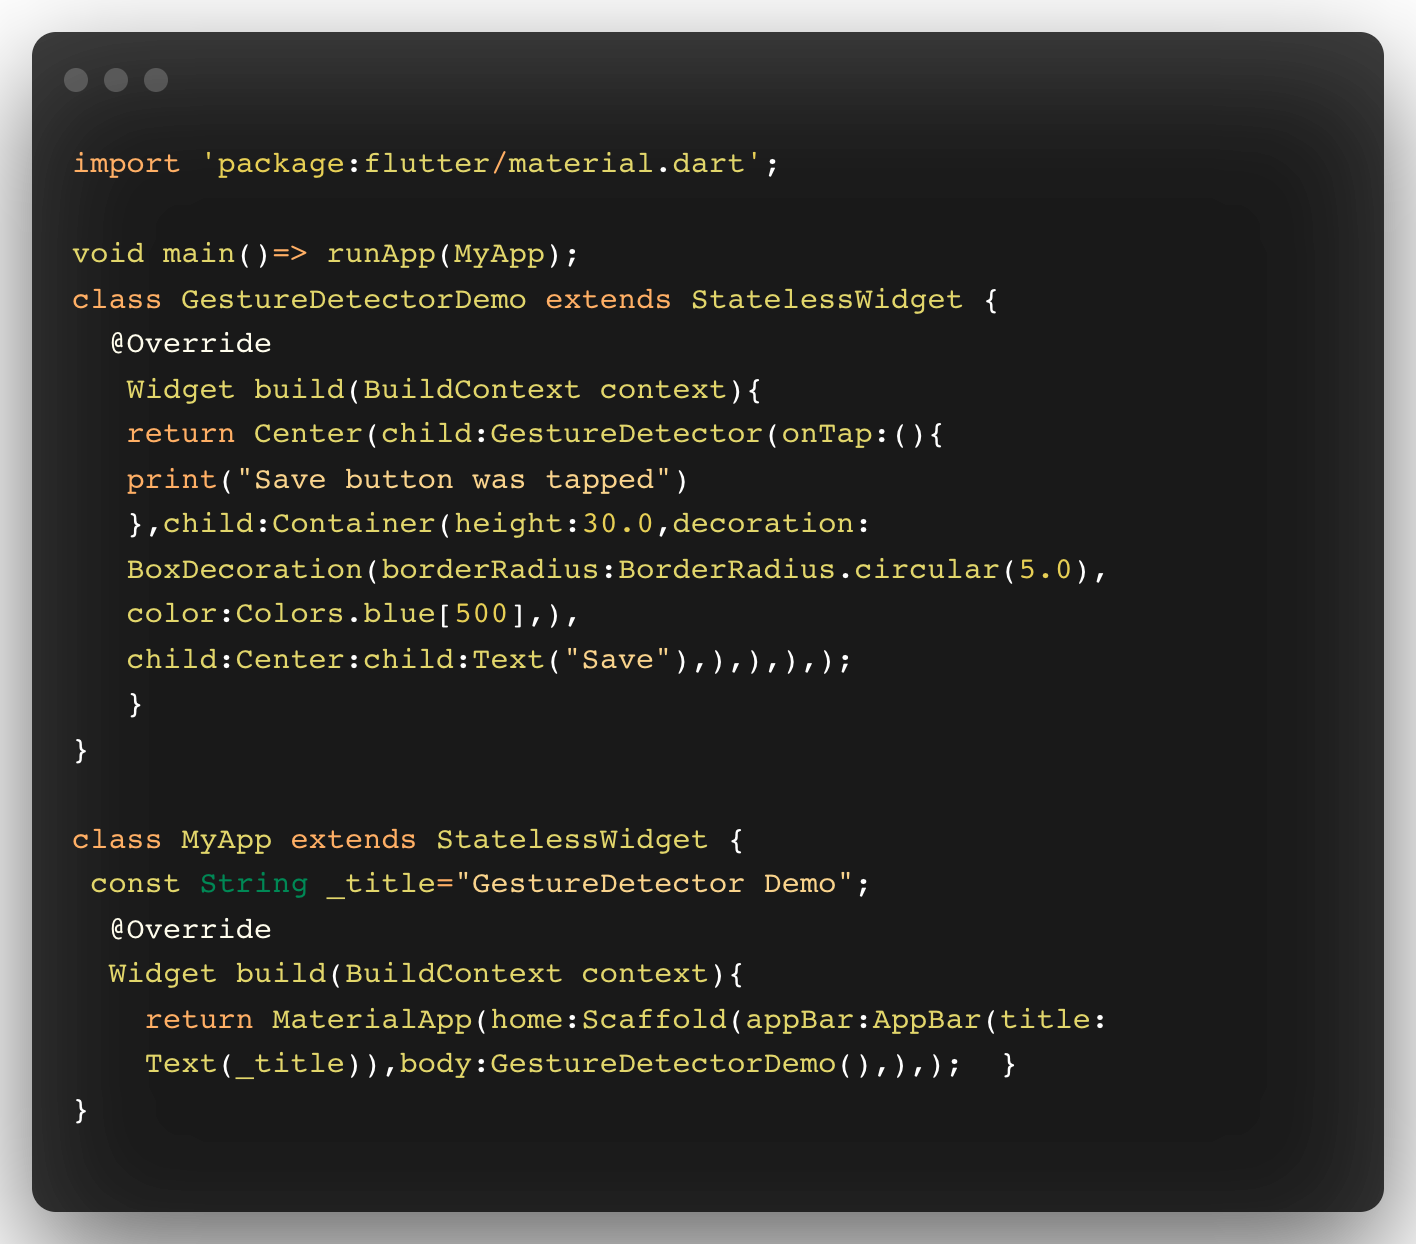 import 'package:flutter/material.dart';
void main()=> runApp(MyApp);
class GestureDetectorDemo extends StatelessWidget {
@Override
Widget build(BuildContext context){
return Center(child:GestureDetector(onTap:(){
print("Save button was tapped")
},child:Container(height:30.0,decoration:
BoxDecoration(borderRadius:BorderRadius.circular(5.0),
color:Colors.blue[500],),
child:Center:child:Text("Save"),),),),);
}
}
class MyApp extends StatelessWidget {
const String _title="GestureDetector Demo";
@Override
Widget build(BuildContext context){
return MaterialApp(home:Scaffold(appBar:AppBar(title:
Text(_title)),body:GestureDetectorDemo(),),); }
}